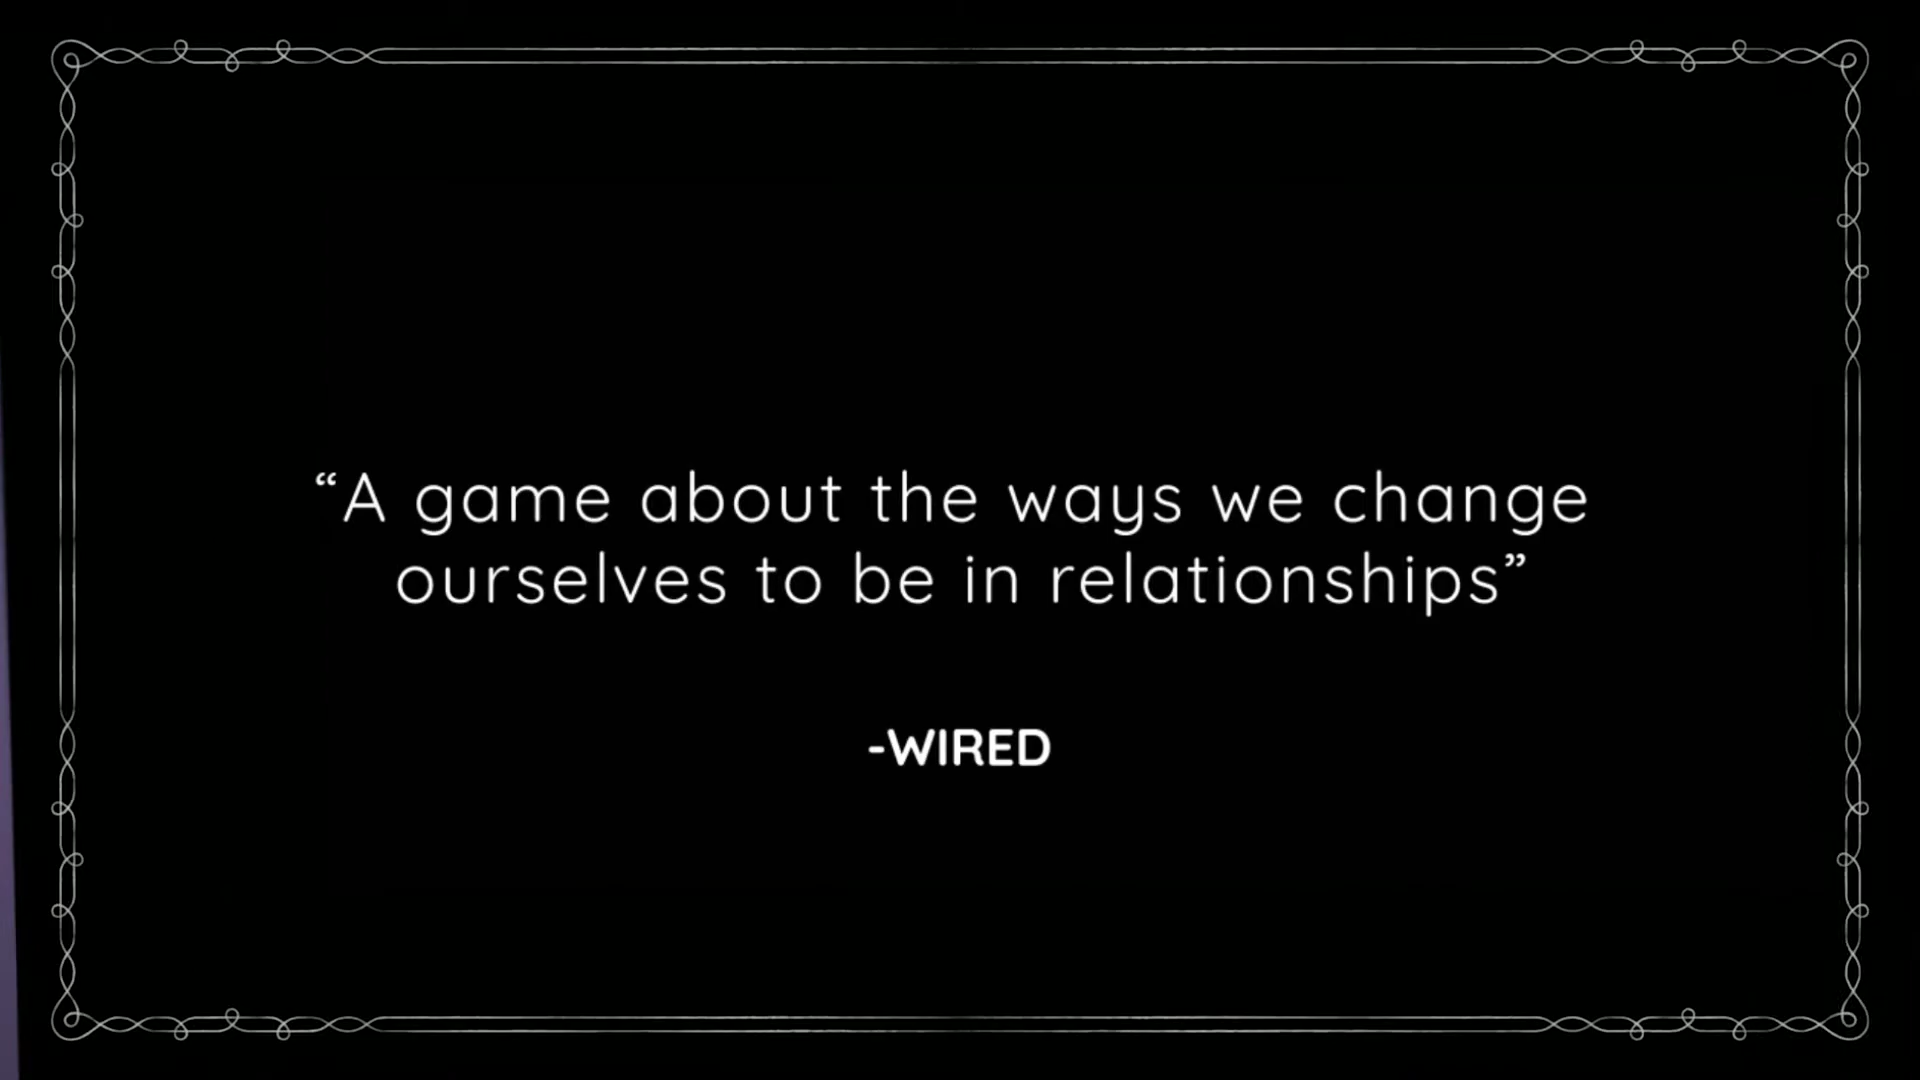 “A game about the ways we change
ourselves to be in relationships”
-WIRED